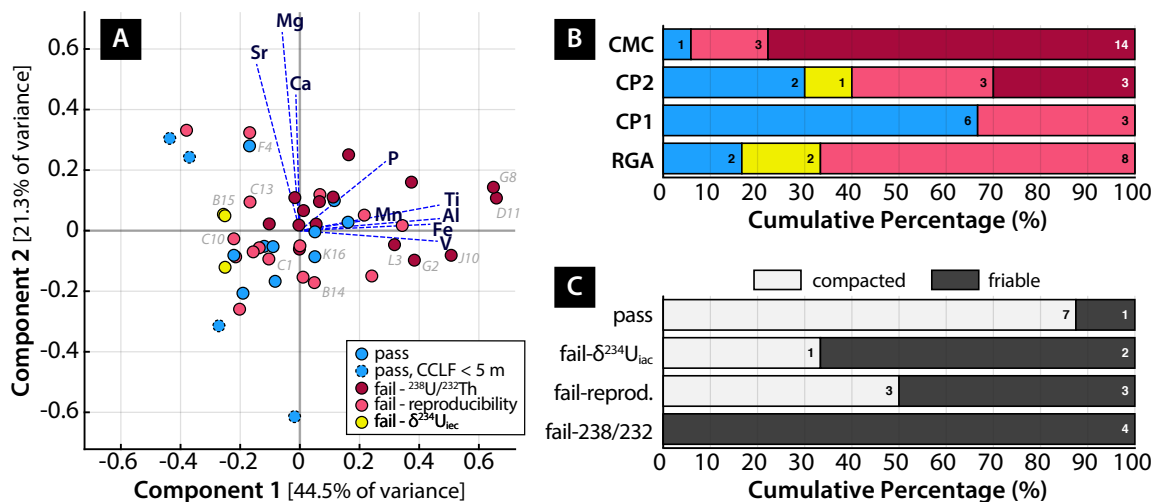 A
Mg
Sr
Ca
P
Ti
Al
Mn
Fe
V
F4
C13
B15
C10
C1
K16
B14
L3
G2
J10
G8
D11
0.6
0.4
0.2
0
-0.2
-0.4
-0.6
-0.6 -0.4 -0.2 0 0.2 0.4 0.6
Component 2 [21.3% of variance]
Component 1 [44.5% of variance]
pass
pass, CCLF < 5 m
fail - ²³⁸U/²³²Th
fail - reproducibility
fail - δ²³⁴Uiec
B
CMC 1 3 14
CP2 2 1 3 3
CP1 6 3
RGA 2 2 8
0 10 20 30 40 50 60 70 80 90 100
Cumulative Percentage (%)
C
compacted friable
pass 7 1
fail-δ²³⁴Uiac 1 2
fail-reprod. 3 3
fail-238/232 4
0 10 20 30 40 50 60 70 80 90 100
Cumulative Percentage (%)